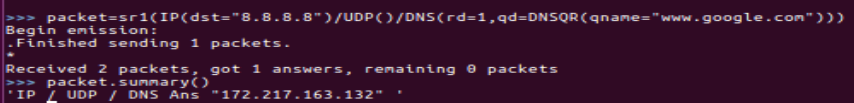 >>> packet=sr1(IP(dst="8.8.8.8")/UDP()/DNS(rd=1,qd=DNSQR(qname="www.google.com")))
Begin emission:
.Finished sending 1 packets.
*
Received 2 packets, got 1 answers, remaining 0 packets
>>> packet.summary()
'IP / UDP / DNS Ans "172.217.163.132" '